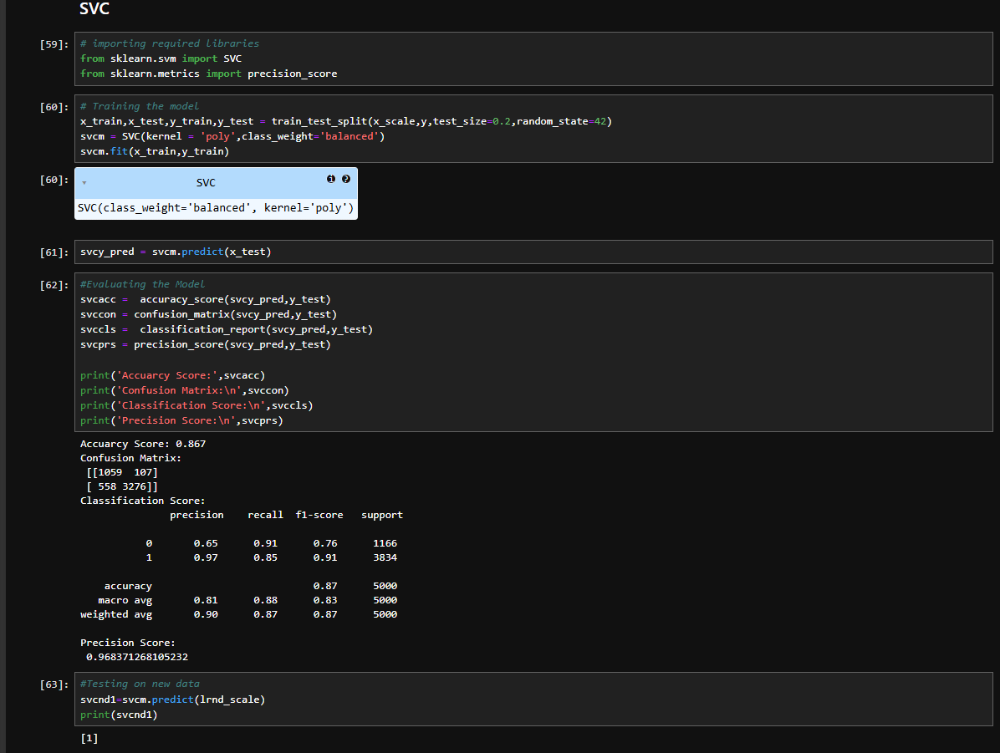 SVC
[59]:
# importing required libraries
from sklearn.svm import SVC
from sklearn.metrics import precision_score
[60]:
# Training the model
x_train,x_test,y_train,y_test = train_test_split(x_scale,y,test_size=0.2,random_state=42)
svcm = SVC(kernel = 'poly',class_weight='balanced')
svcm.fit(x_train,y_train)
[60]:
SVC
SVC(class_weight='balanced', kernel='poly')
[61]:
svcy_pred = svcm.predict(x_test)
[62]:
#Evaluating the Model
svcacc =  accuracy_score(svcy_pred,y_test)
svccon = confusion_matrix(svcy_pred,y_test)
svccls =  classification_report(svcy_pred,y_test)
svcprs = precision_score(svcy_pred,y_test)
print('Accuarcy Score:',svcacc)
print('Confusion Matrix:\n',svccon)
print('Classification Score:\n',svccls)
print('Precision Score:\n',svcprs)
Accuarcy Score: 0.867
Confusion Matrix:
 [[1059  107]
 [ 558 3276]]
Classification Score:
               precision    recall  f1-score   support
           0       0.65      0.91      0.76      1166
           1       0.97      0.85      0.91      3834
    accuracy                           0.87      5000
   macro avg       0.81      0.88      0.83      5000
weighted avg       0.90      0.87      0.87      5000
Precision Score:
 0.968371268105232
[63]:
#Testing on new data
svcnd1=svcm.predict(lrnd_scale)
print(svcnd1)
[1]